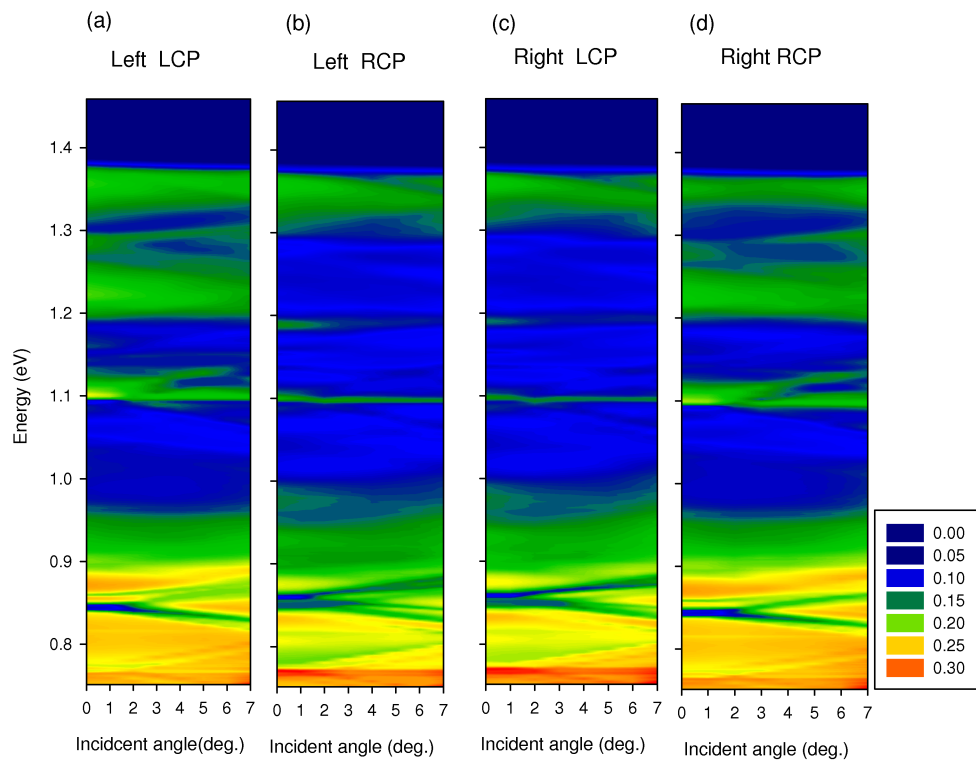 (a)
(b)
(c)
(d)
Left LCP
Left RCP
Right LCP
Right RCP
1.4
1.3
1.2
1.1
1.0
0.9
0.8
Energy (eV)
0 1 2 3 4 5 6 7
0 1 2 3 4 5 6 7
0 1 2 3 4 5 6 7
0 1 2 3 4 5 6 7
Incidcent angle(deg.)
Incident angle (deg.)
Incident angle (deg.)
Incident angle (deg.)
0.00
0.05
0.10
0.15
0.20
0.25
0.30